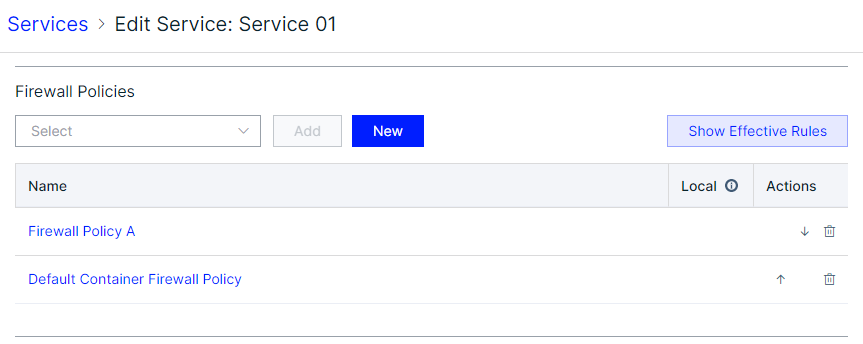 Services > Edit Service: Service 01
Firewall Policies
Select Add New Show Effective Rules
Name Local Actions
Firewall Policy A
Default Container Firewall Policy